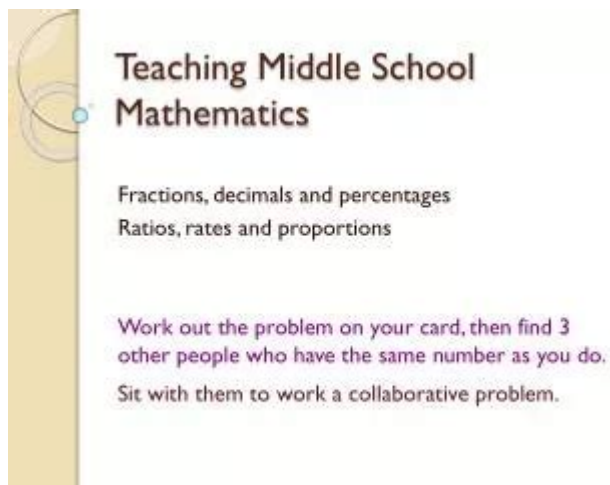 Teaching Middle School
Mathematics
Fractions, decimals and percentages
Ratios, rates and proportions
Work out the problem on your card, then find 3
other people who have the same number as you do.
Sit with them to work a collaborative problem.